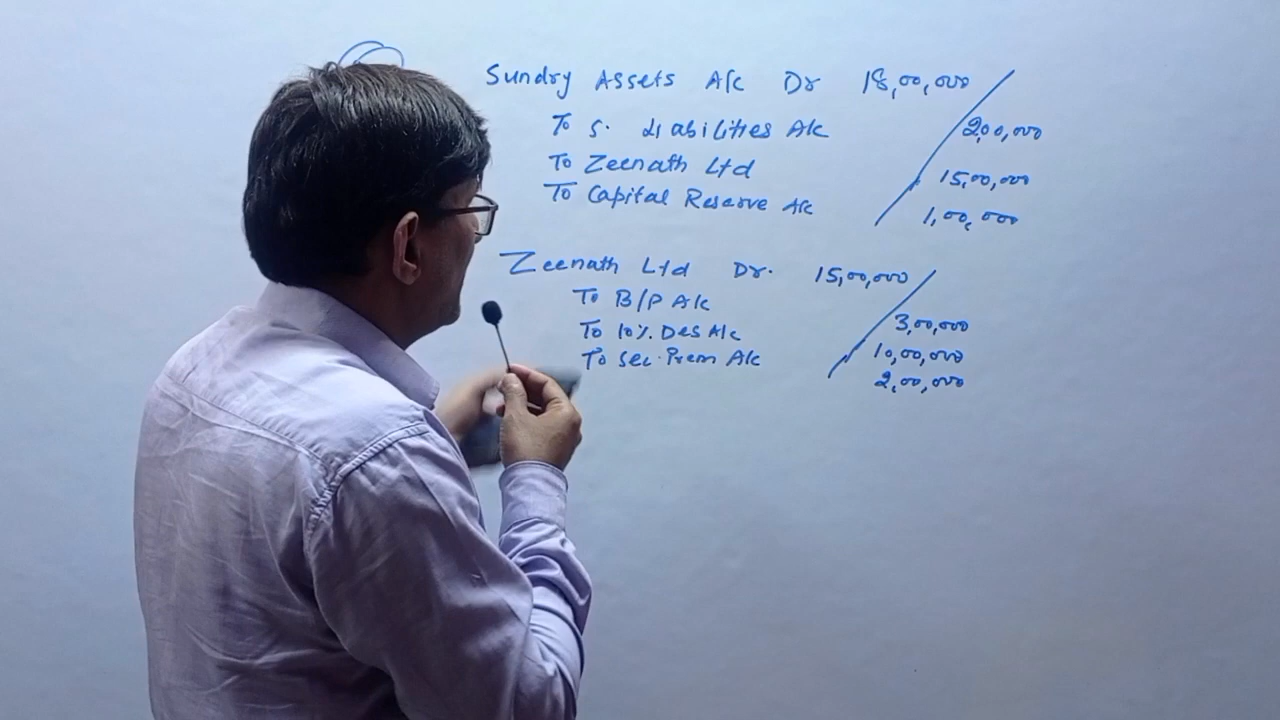 Sundry Assets A/c Dr 18,00,000
To S. Liabilities A/c 2,00,000
To Zeenath Ltd 15,00,000
To Capital Reserve A/c 1,00,000
Zeenath Ltd Dr. 15,00,000
To B/P A/c 3,00,000
To 10% Des A/c 10,00,000
To Sec. Prem A/c 2,00,000